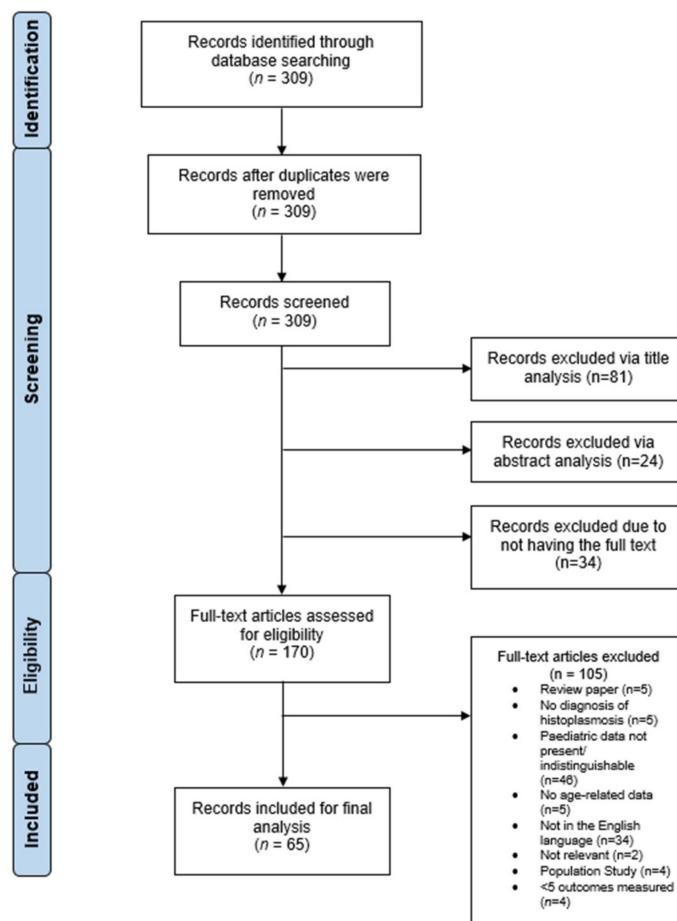 Identification
Records identified through
database searching
(n = 309)
Screening
Records after duplicates were
removed
(n = 309)
Records screened
(n = 309)
Records excluded via title
analysis (n=81)
Records excluded via
abstract analysis (n=24)
Records excluded due to
not having the full text
(n=34)
Eligibility
Full-text articles assessed
for eligibility
(n = 170)
Full-text articles excluded
(n = 105)
• Review paper (n=5)
• No diagnosis of
histoplasmosis (n=5)
• Paediatric data not
present/
indistinguishable
(n=46)
• No age-related data
(n=5)
• Not in the English
language (n=34)
• Not relevant (n=2)
• Population Study (n=4)
• <5 outcomes measured
(n=4)
Included
Records included for final
analysis
(n = 65)